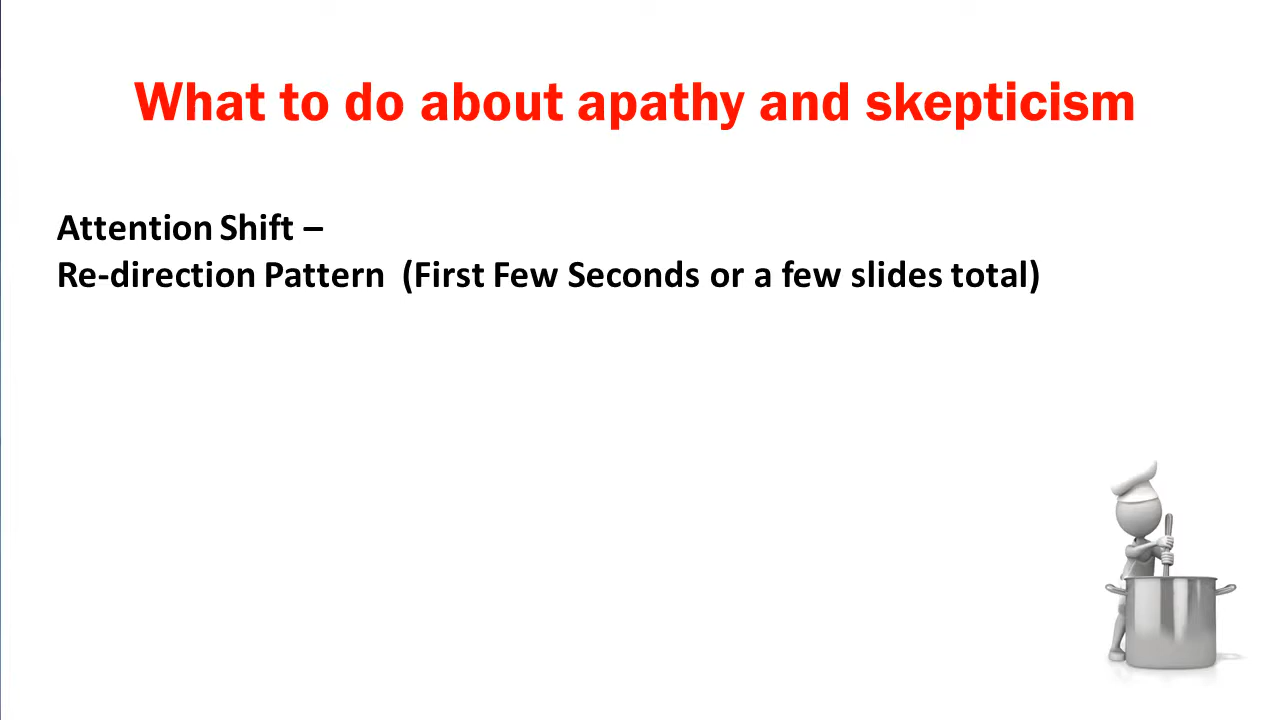 What to do about apathy and skepticism
Attention Shift –
Re-direction Pattern  (First Few Seconds or a few slides total)